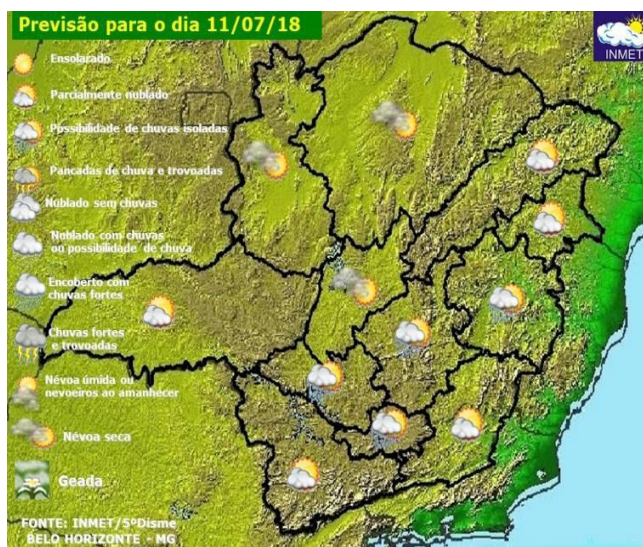 Previsão para o dia 11/07/18
INMET
Ensolarado
Parcialmente nublado
Possibilidade de chuvas isoladas
Pancadas de chuva e trovoadas
Nublado sem chuvas
Nublado com chuvas
ou possibilidade de chuva
Encoberto com
chuvas fortes
Chuvas fortes
e trovoadas
Névoa úmida ou
nevoeiros ao amanhecer
Névoa seca
Geada
FONTE: INMET/5ºDisme
BELO HORIZONTE - MG